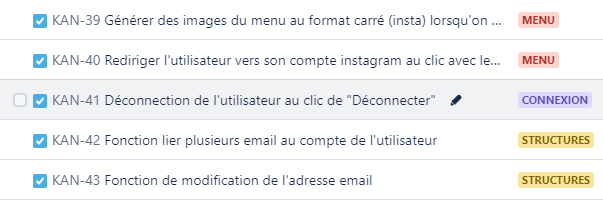 KAN-39 Générer des images du menu au format carré (insta) lorsqu'on ... MENU
KAN-40 Rediriger l'utilisateur vers son compte instagram au clic avec le... MENU
KAN-41 Déconnection de l'utilisateur au clic de "Déconnecter" CONNEXION
KAN-42 Fonction lier plusieurs email au compte de l'utilisateur STRUCTURES
KAN-43 Fonction de modification de l'adresse email STRUCTURES